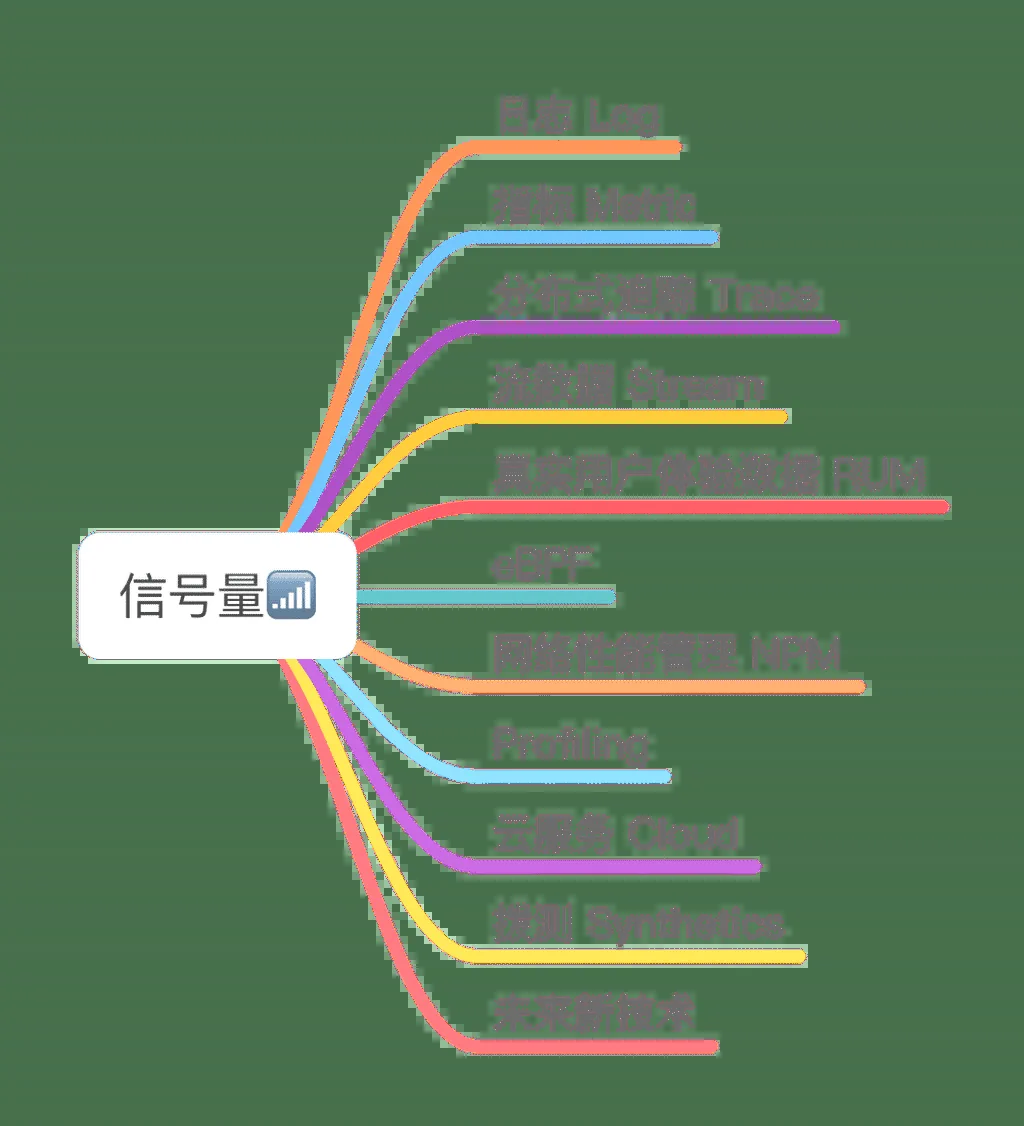 日志 Log
指标 Metric
分布式追踪 Trace
流数据 Stream
真实用户体验数据 RUM
信号量
eBPF
网络性能管理 NPM
Profiling
云服务 Cloud
拨测 Synthetics
未来新技术